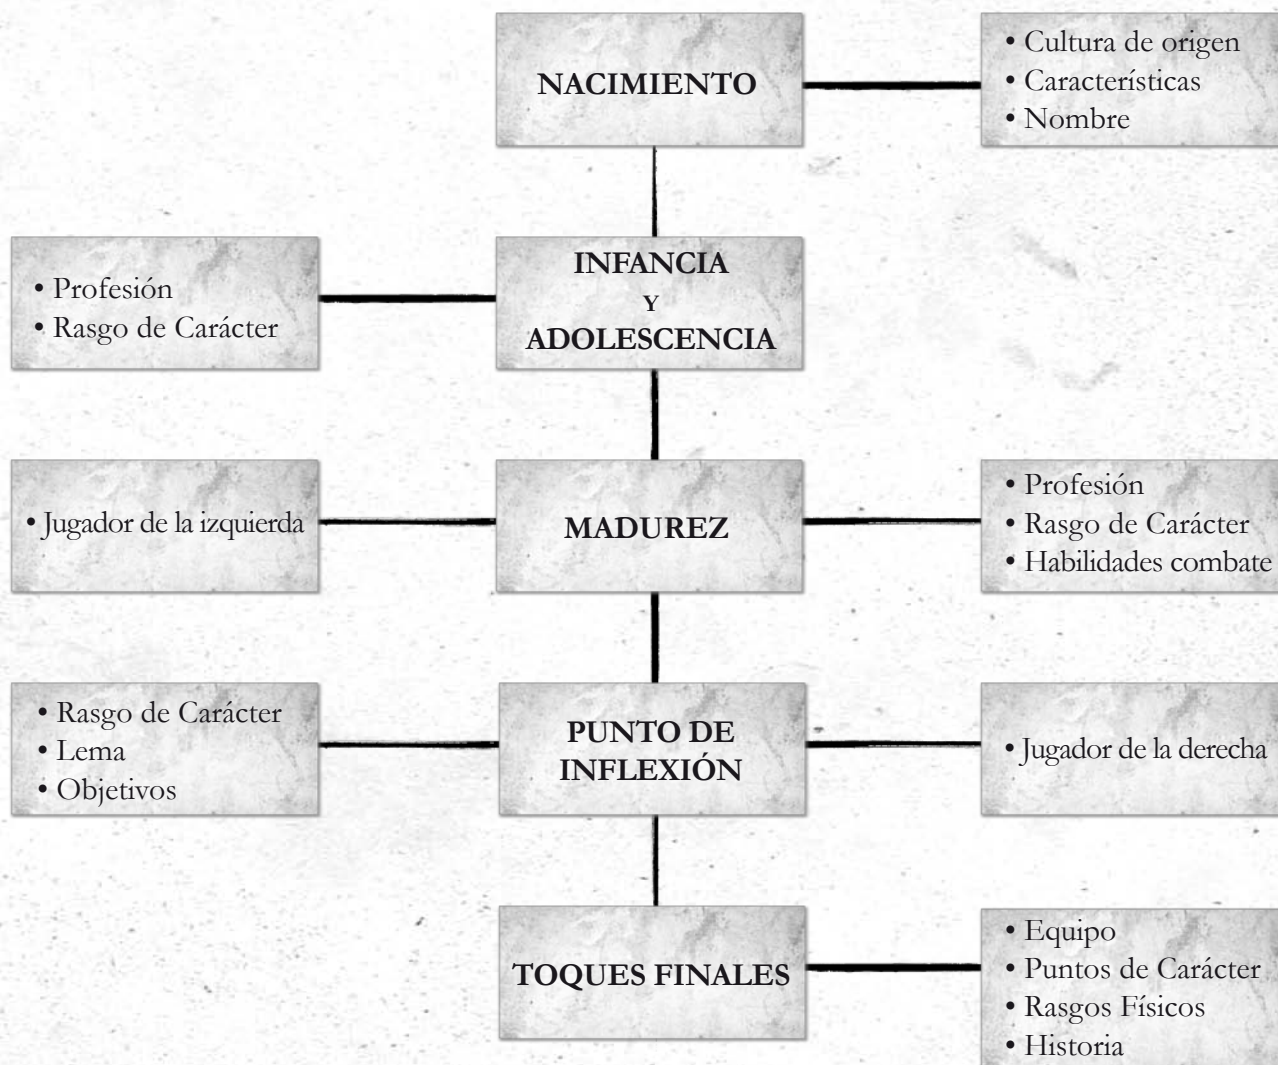 NACIMIENTO
• Cultura de origen
• Características
• Nombre
• Profesión
• Rasgo de Carácter
INFANCIA
Y
ADOLESCENCIA
• Jugador de la izquierda
MADUREZ
• Profesión
• Rasgo de Carácter
• Habilidades combate
• Rasgo de Carácter
• Lema
• Objetivos
PUNTO DE
INFLEXIÓN
• Jugador de la derecha
TOQUES FINALES
• Equipo
• Puntos de Carácter
• Rasgos Físicos
• Historia